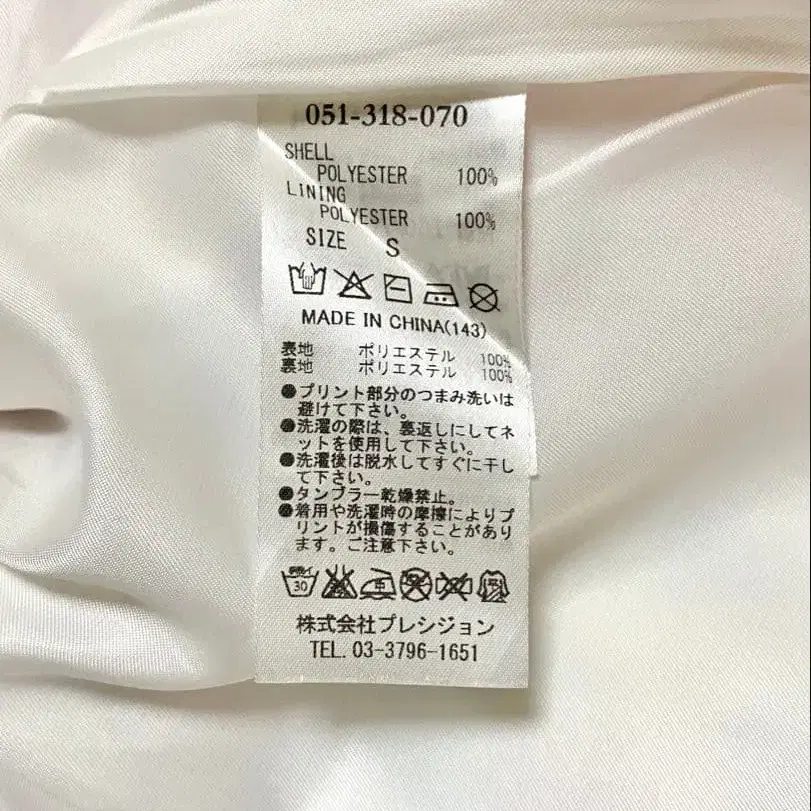 051-318-070
SHELL
POLYESTER 100%
LINING
POLYESTER 100%
SIZE S
MADE IN CHINA(143)
表地 ポリエステル 100%
裏地 ポリエステル 100%
●プリント部分のつまみ洗いは
避けて下さい。
●洗濯の際は、裏返しにしてネ
ットを使用して下さい。
●洗濯後は脱水してすぐに干し
て下さい。
●タンブラー乾燥禁止。
●着用や洗濯時の摩擦によりプ
リントが損傷することがあり
ます。ご注意下さい。
30
株式会社プレシジョン
TEL. 03-3796-1651